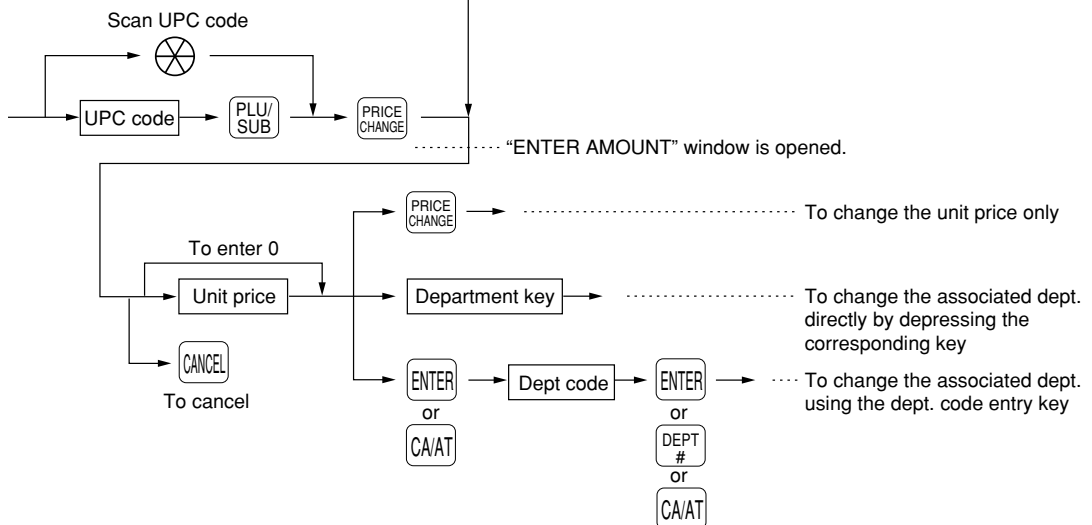 Scan UPC code
UPC code
PLU/
SUB
PRICE
CHANGE
“ENTER AMOUNT” window is opened.
PRICE
CHANGE
To change the unit price only
To enter 0
Unit price
Department key
To change the associated dept.
directly by depressing the
corresponding key
CANCEL
To cancel
ENTER
or
CA/AT
Dept code
ENTER
or
DEPT
#
or
CA/AT
To change the associated dept.
using the dept. code entry key